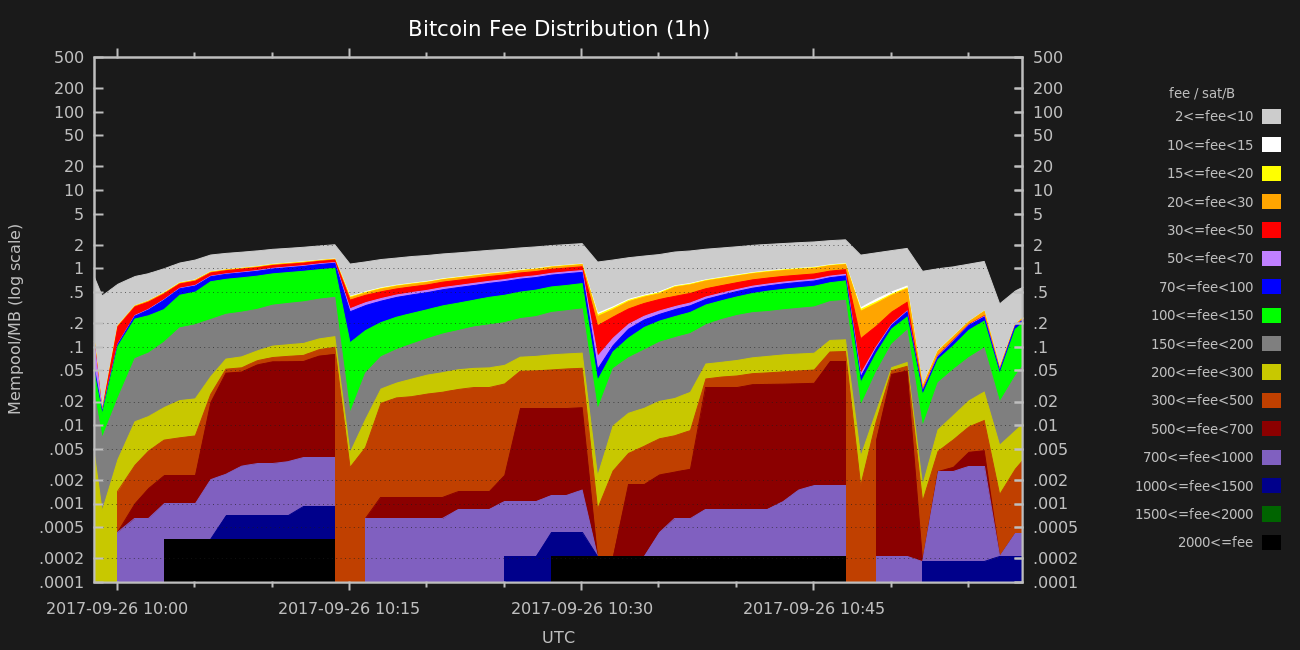 Bitcoin Fee Distribution (1h)
500 500
200 200
100 100
50 50
20 20
10 10
5 5
2 2
1 1
.5 .5
.2 .2
.1 .1
.05 .05
.02 .02
.01 .01
.005 .005
.002 .002
.001 .001
.0005 .0005
.0002 .0002
.0001 .0001
Mempool/MB (log scale)
2017-09-26 10:00 2017-09-26 10:15 2017-09-26 10:30 2017-09-26 10:45
UTC
fee / sat/B
2<=fee<10
10<=fee<15
15<=fee<20
20<=fee<30
30<=fee<50
50<=fee<70
70<=fee<100
100<=fee<150
150<=fee<200
200<=fee<300
300<=fee<500
500<=fee<700
700<=fee<1000
1000<=fee<1500
1500<=fee<2000
2000<=fee